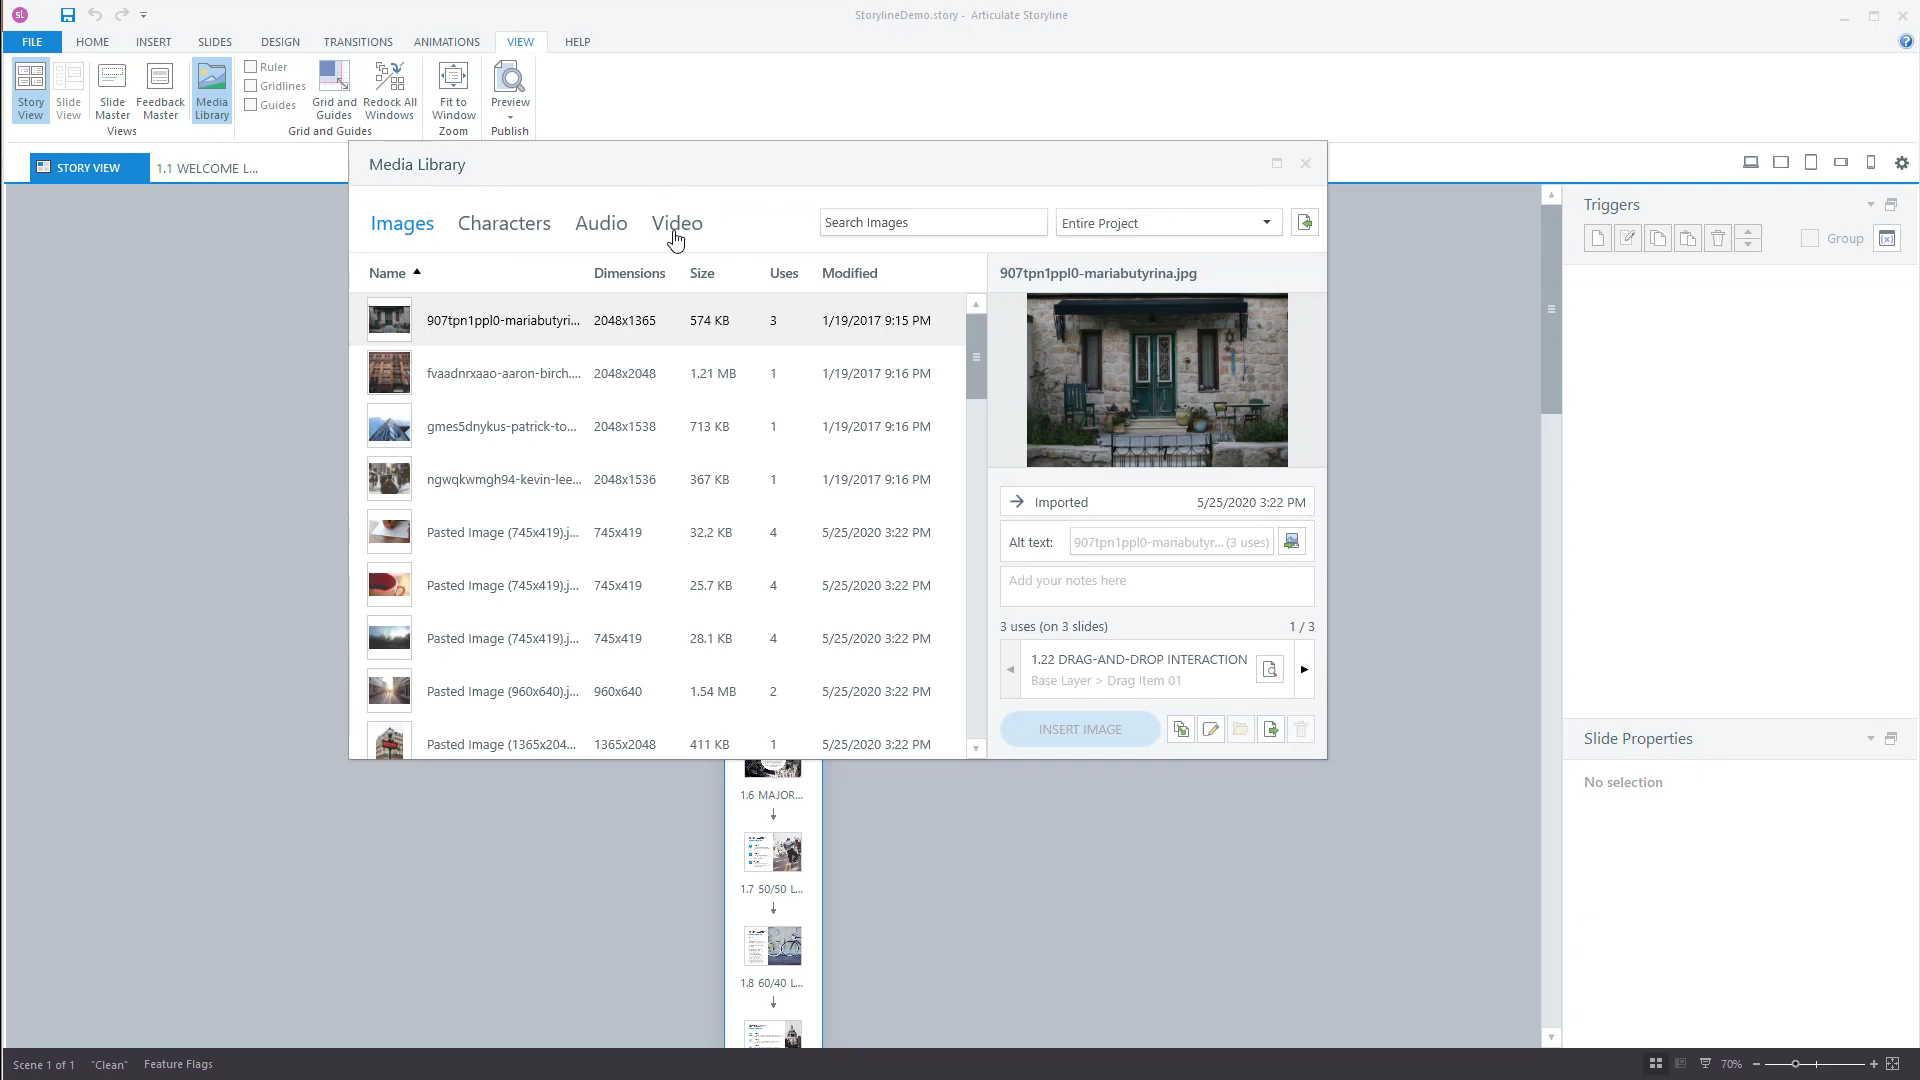 sl
StorylineDemo.story - Articulate Storyline
FILE
HOME
INSERT
SLIDES
DESIGN
TRANSITIONS
ANIMATIONS
VIEW
HELP
Story View
Slide View
Slide Master
Feedback Master
Media Library
Views
Ruler
Gridlines
Guides
Grid and Guides
Redock All Windows
Grid and Guides
Fit to Window
Zoom
Preview
Publish
STORY VIEW
1.1 WELCOME L...
Media Library
Images
Characters
Audio
Video
Search Images
Entire Project
Name Dimensions Size Uses Modified
907tpn1ppl0-mariabutyri... 2048x1365 574 KB 3 1/19/2017 9:15 PM
fvaadnrxaao-aaron-birch.... 2048x2048 1.21 MB 1 1/19/2017 9:16 PM
gmes5dnykus-patrick-to... 2048x1538 713 KB 1 1/19/2017 9:16 PM
ngwqkwmgh94-kevin-lee... 2048x1536 367 KB 1 1/19/2017 9:16 PM
Pasted Image (745x419).j... 745x419 32.2 KB 4 5/25/2020 3:22 PM
Pasted Image (745x419).j... 745x419 25.7 KB 4 5/25/2020 3:22 PM
Pasted Image (745x419).j... 745x419 28.1 KB 4 5/25/2020 3:22 PM
Pasted Image (960x640).j... 960x640 1.54 MB 2 5/25/2020 3:22 PM
Pasted Image (1365x204... 1365x2048 411 KB 1 5/25/2020 3:22 PM
907tpn1ppl0-mariabutyrina.jpg
Imported 5/25/2020 3:22 PM
Alt text: 907tpn1ppl0-mariabutyr... (3 uses)
Add your notes here
3 uses (on 3 slides) 1 / 3
1.22 DRAG-AND-DROP INTERACTION
Base Layer > Drag Item 01
INSERT IMAGE
1.6 MAJOR...
1.7 50/50 L...
1.8 60/40 L...
Triggers
Group
Slide Properties
No selection
Scene 1 of 1 "Clean" Feature Flags
70%